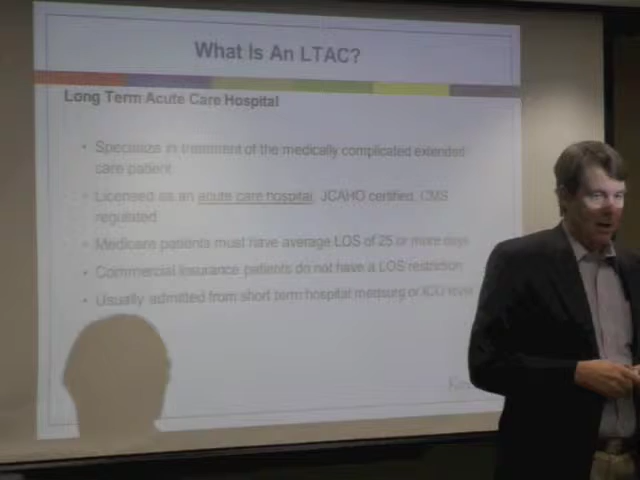 What Is An LTAC?
Long Term Acute Care Hospital
• Specialize in treatment of the medically complicated extended
care patient
• Licensed as an acute care hospital, JCAHO certified, CMS
regulated
• Medicare patients must have average LOS of 25 or more days
• Commercial insurance patients do not have a LOS restriction
• Usually admitted from short term hospital medsurg or ICU